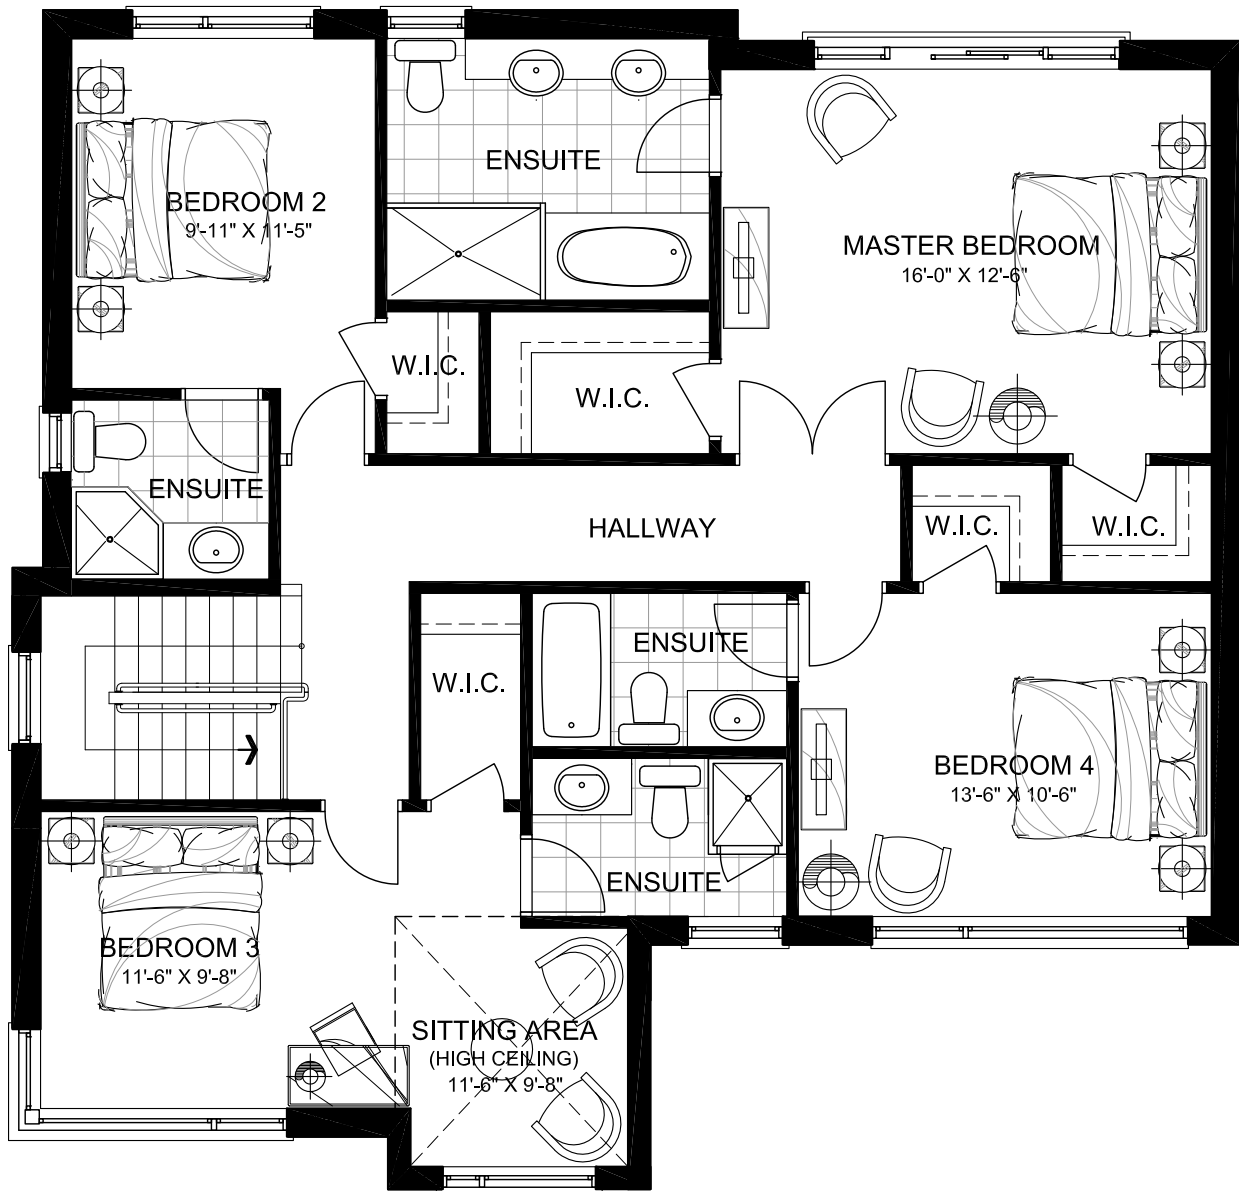 ENSUITE
BEDROOM 2
9'-11" X 11'-5"
MASTER BEDROOM
16'-0" X 12'-6"
W.I.C.
W.I.C.
ENSUITE
HALLWAY
W.I.C.
W.I.C.
ENSUITE
W.I.C.
BEDROOM 4
13'-6" X 10'-6"
ENSUITE
BEDROOM 3
11'-6" X 9'-8"
SITTING AREA
(HIGH CEILING)
11'-6" X 9'-8"